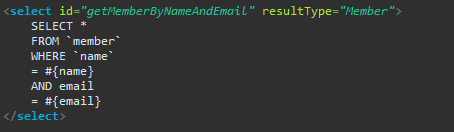 <select id="getMemberByNameAndEmail" resultType="Member">
SELECT *
FROM `member`
WHERE `name`
= #{name}
AND email
= #{email}
</select>